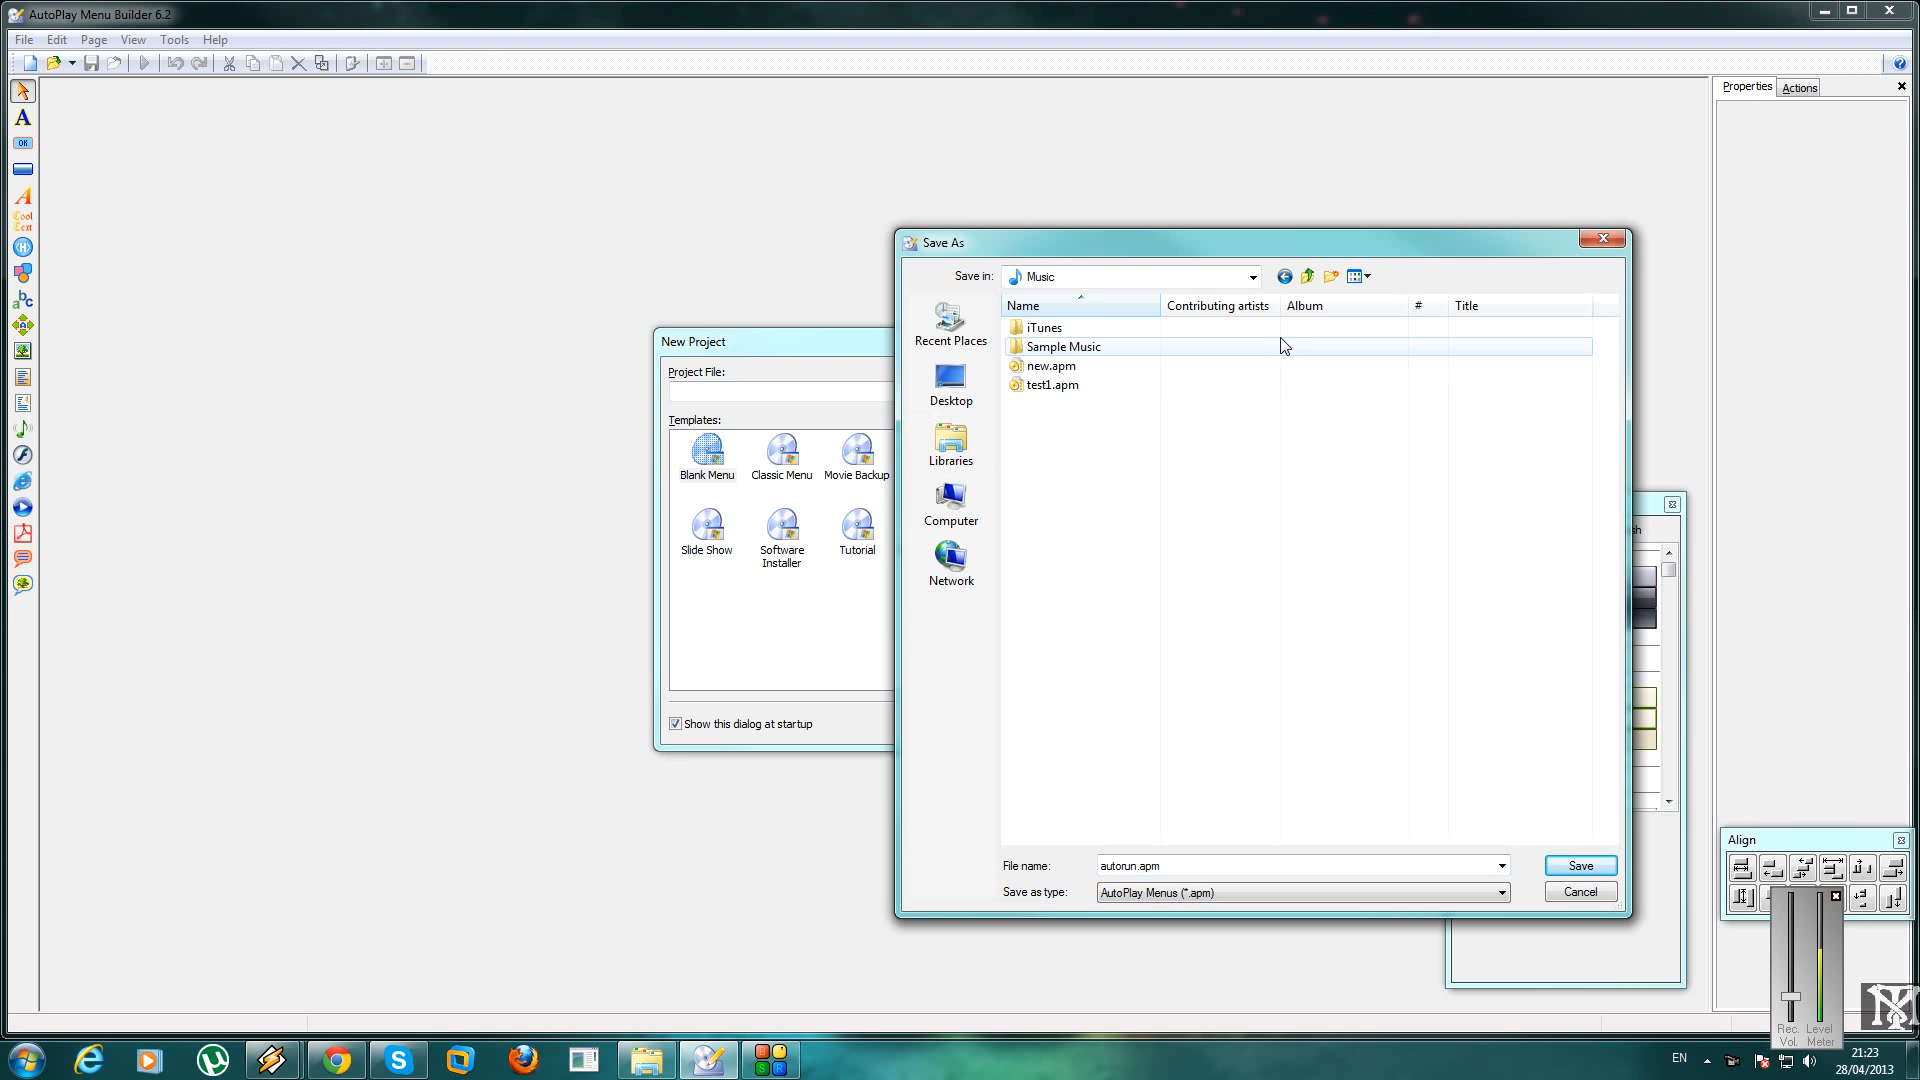 AutoPlay Menu Builder 6.2
File Edit Page View Tools Help
A
OK
A
Cool
Text
abc
Properties Actions
Save As
Save in: Music
Name Contributing artists Album # Title
iTunes
Sample Music
new.apm
test1.apm
Recent Places
Desktop
Libraries
Computer
Network
File name: autorun.apm Save
Save as type: AutoPlay Menus (*.apm) Cancel
New Project
Project File:
Templates:
Blank Menu Classic Menu Movie Backup
Slide Show Software Tutorial
Installer
Show this dialog at startup
Align
Rec. Level
Vol. Meter
EN 21:23
28/04/2013